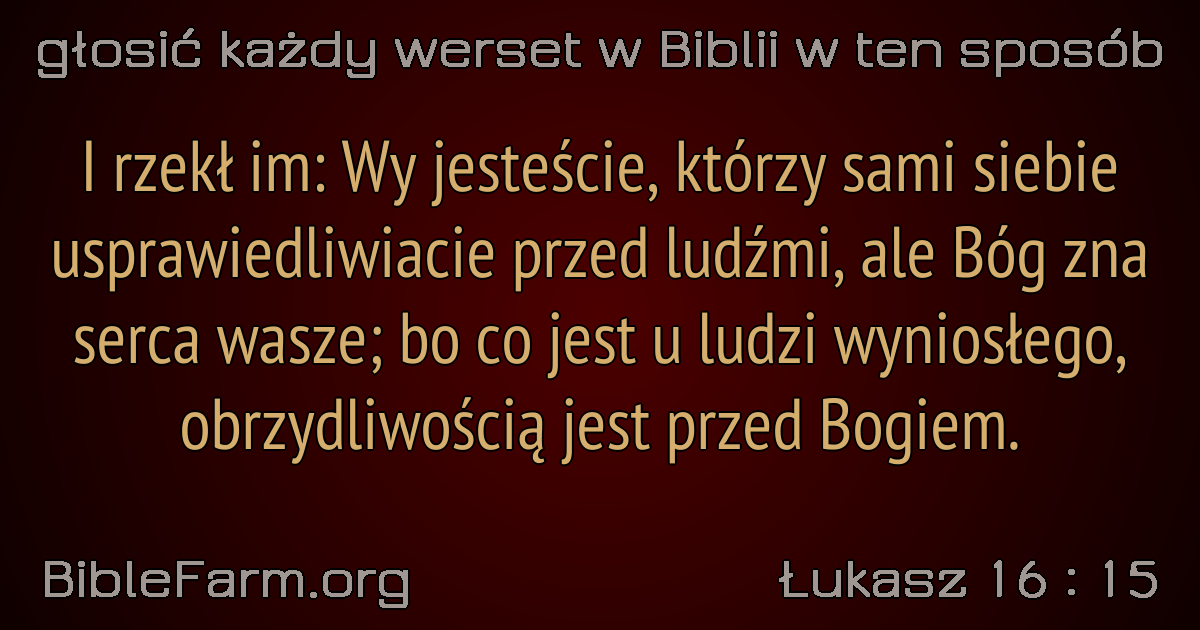 głosić każdy werset w Biblii w ten sposób
I rzekł im: Wy jesteście, którzy sami siebie
usprawiedliwiacie przed ludźmi, ale Bóg zna
serca wasze; bo co jest u ludzi wyniosłego,
obrzydliwością jest przed Bogiem.
BibleFarm.org
Łukasz 16 : 15